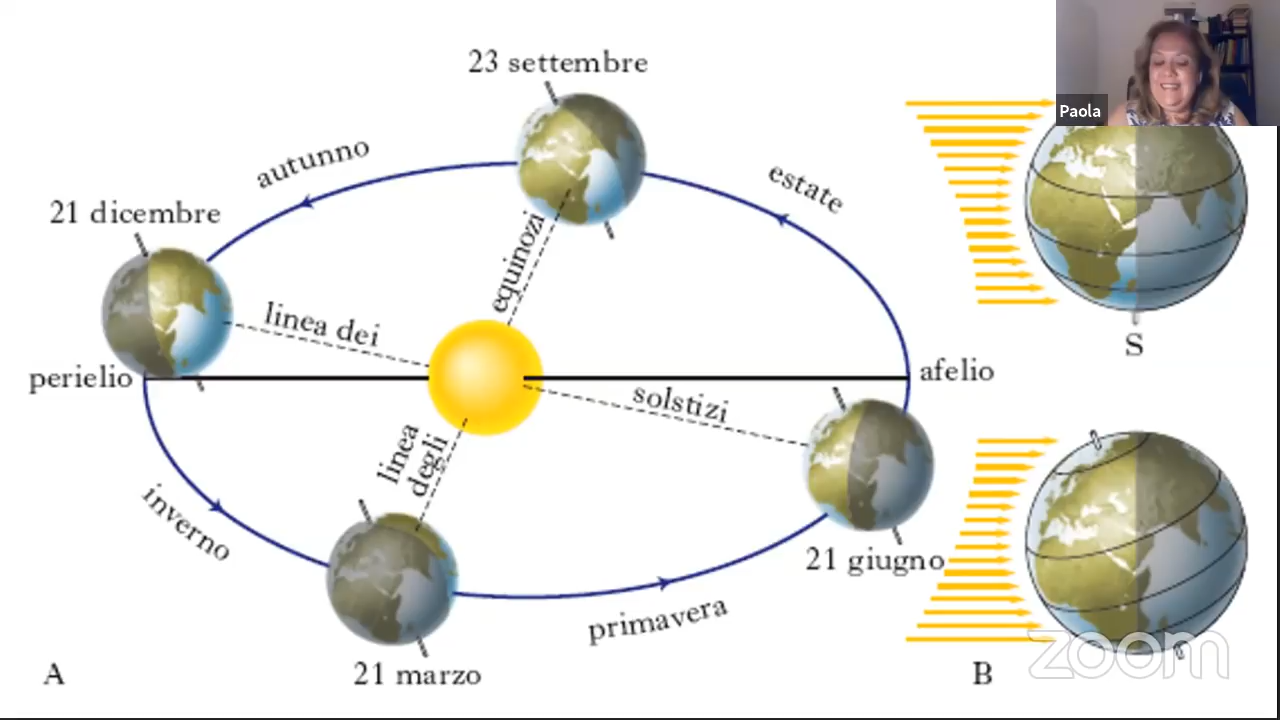 23 settembre
Paola
autunno
estate
21 dicembre
equinozi
linea dei
perielio
afelio
solstizi
S
linea
degli
inverno
21 giugno
primavera
zoom
A
21 marzo
B